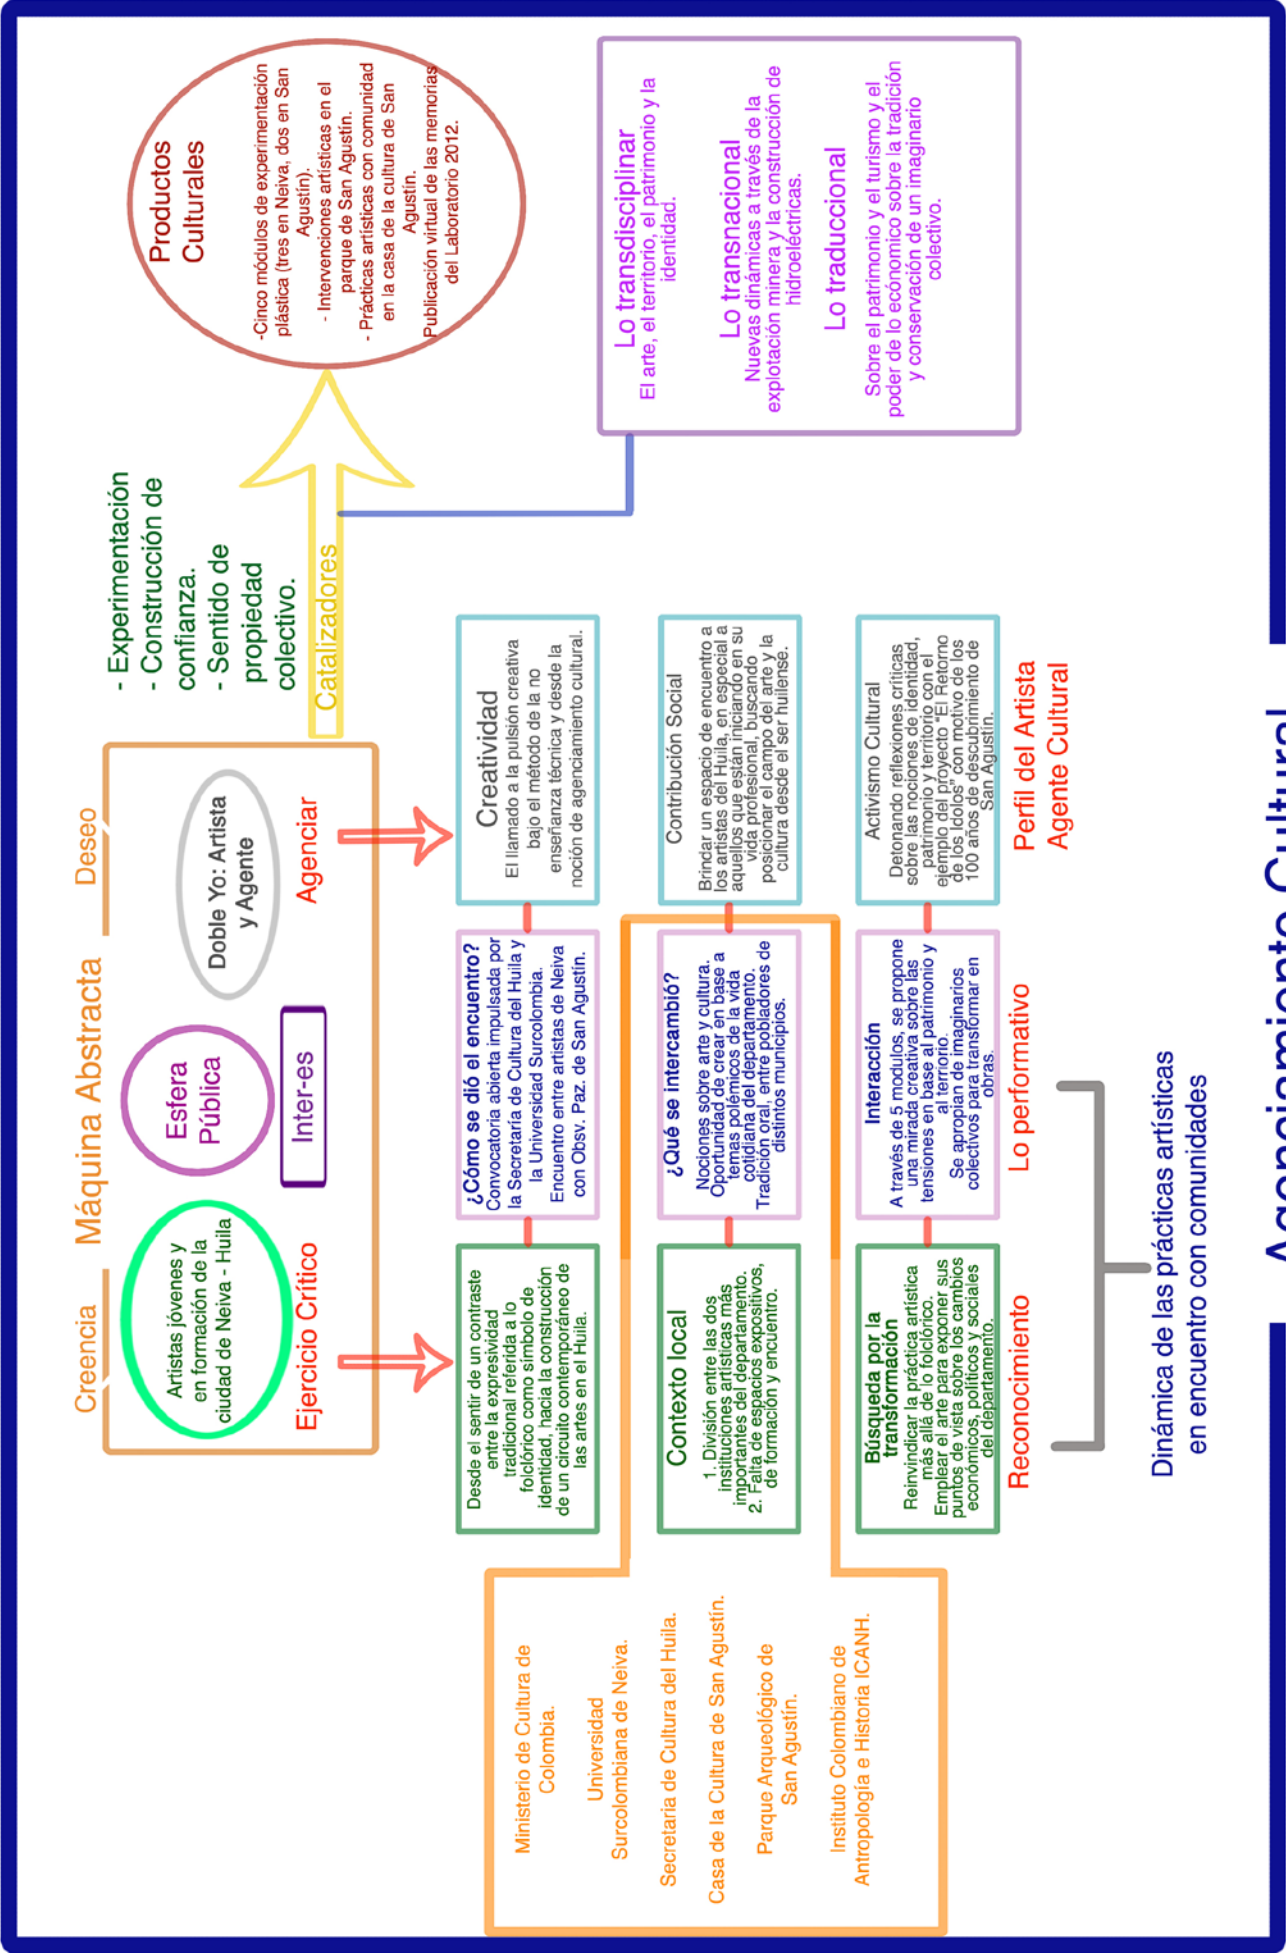 Creencia
Máquina Abstracta
Deseo
Artistas jóvenes y
en formación de la
ciudad de Neiva - Huila
Esfera
Pública
Doble Yo: Artista
y Agente
Ejercicio Crítico
Inter-es
Agenciar
- Experimentación
- Construcción de
confianza.
- Sentido de
propiedad
colectivo.
Catalizadores
Productos
Culturales
-Cinco módulos de experimentación
plástica (tres en Neiva, dos en San
Agustín).
- Intervenciones artísticas en el
parque de San Agustín.
- Prácticas artísticas con comunidad
en la casa de la cultura de San
Agustín.
Publicación virtual de las memorias
del Laboratorio 2012.
Ministerio de Cultura de
Colombia.
Universidad
Surcolombiana de Neiva.
Secretaria de Cultura del Huila.
Casa de la Cultura de San Agustín.
Parque Arqueológico de
San Agustín.
Instituto Colombiano de
Antropología e Historia ICANH.
Desde el sentir de un contraste
entre la expresividad
tradicional referida a lo
folclórico como símbolo de
identidad, hacia la construcción
de un circuito contemporáneo de
las artes en el Huila.
¿Cómo se dió el encuentro?
Convocatoria abierta impulsada por
la Secretaría de Cultura del Huila y
la Universidad Surcolombia.
Encuentro entre artistas de Neiva
con Obsv. Paz. de San Agustín.
Creatividad
El llamado a la pulsión creativa
bajo el método de la no
enseñanza técnica y desde la
noción de agenciamiento cultural.
Contexto local
1. División entre las dos
instituciones artísticas más
importantes del departamento.
2. Falta de espacios expositivos,
de formación y encuentro.
¿Qué se intercambió?
Nociones sobre arte y cultura.
Oportunidad de crear en base a
temas polémicos de la vida
cotidiana del departamento.
Tradición oral, entre pobladores de
distintos municipios.
Contribución Social
Brindar un espacio de encuentro a
los artistas del Huila, en especial a
aquellos que están iniciando en su
vida profesional, buscando
posicionar el campo del arte y la
cultura desde el ser huilense.
Búsqueda por la
transformación
Reinvindicar la práctica artística
más allá de lo folclórico.
Emplear el arte para exponer sus
puntos de vista sobre los cambios
económicos, políticos y sociales
del departamento.
Interacción
A través de 5 modulos, se propone
una mirada creativa sobre las
tensiones en base al patrimonio y
al terriorio.
Se apropian de imaginarios
colectivos para transformar en
obras.
Activismo Cultural
Detonando reflexiones críticas
sobre las nociones de identidad,
patrimonio y territorio con el
ejemplo del proyecto "El Retorno
de los Ídolos" con motivo de los
100 años de descubrimiento de
San Agustín.
Reconocimiento
Lo performativo
Perfil del Artista
Agente Cultural
Lo transdisciplinar
El arte, el territorio, el patrimonio y la
identidad.
Lo transnacional
Nuevas dinámicas a través de la
explotación minera y la construcción de
hidroeléctricas.
Lo traduccional
Sobre el patrimonio y el turismo y el
poder de lo ecónomico sobre la tradición
y conservación de un imaginario
colectivo.
Dinámica de las prácticas artísticas
en encuentro con comunidades
Agenciamiento Cultural